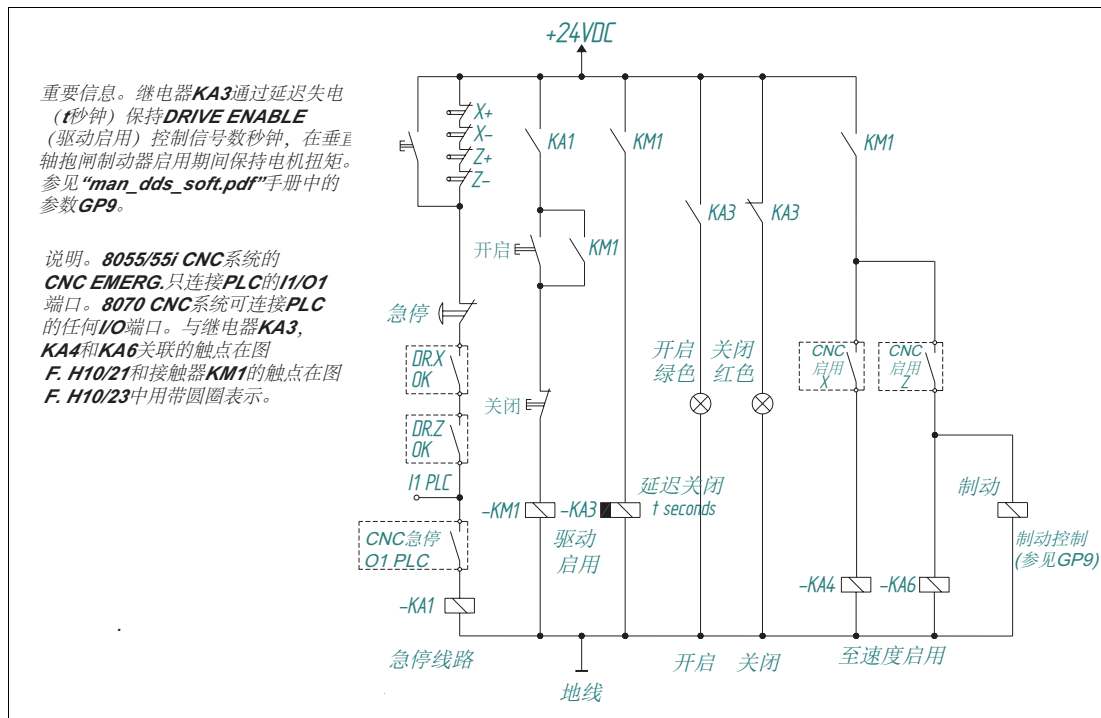 +24VDC
重要信息。继电器KA3通过延迟失电
（t秒钟）保持DRIVE ENABLE
（驱动启用）控制信号数秒钟，在垂直
轴抱闸制动器启用期间保持电机扭矩。
参见“man_dds_soft.pdf”手册中的
参数GP9。
说明。8055/55i CNC系统的
CNC EMERG.只连接PLC的I1/O1
端口。8070 CNC系统可连接PLC
的任何I/O端口。与继电器KA3，
KA4和KA6关联的触点在图
F. H10/21和接触器KM1的触点在图
F. H10/23中用带圆圈表示。
X+
X-
Z+
Z-
KA1
KM1
KM1
KA3
KA3
开启
KM1
急停
开启
绿色
关闭
红色
CNC
启用
X
CNC
启用
Z
DR.X
OK
关闭
DR.Z
OK
I1 PLC
-KM1
-KA3
延迟关闭
t seconds
制动
CNC急停
O1 PLC
驱动
启用
制动控制
(参见GP9)
-KA1
-KA4
-KA6
急停线路
地线
开启
关闭
至速度启用